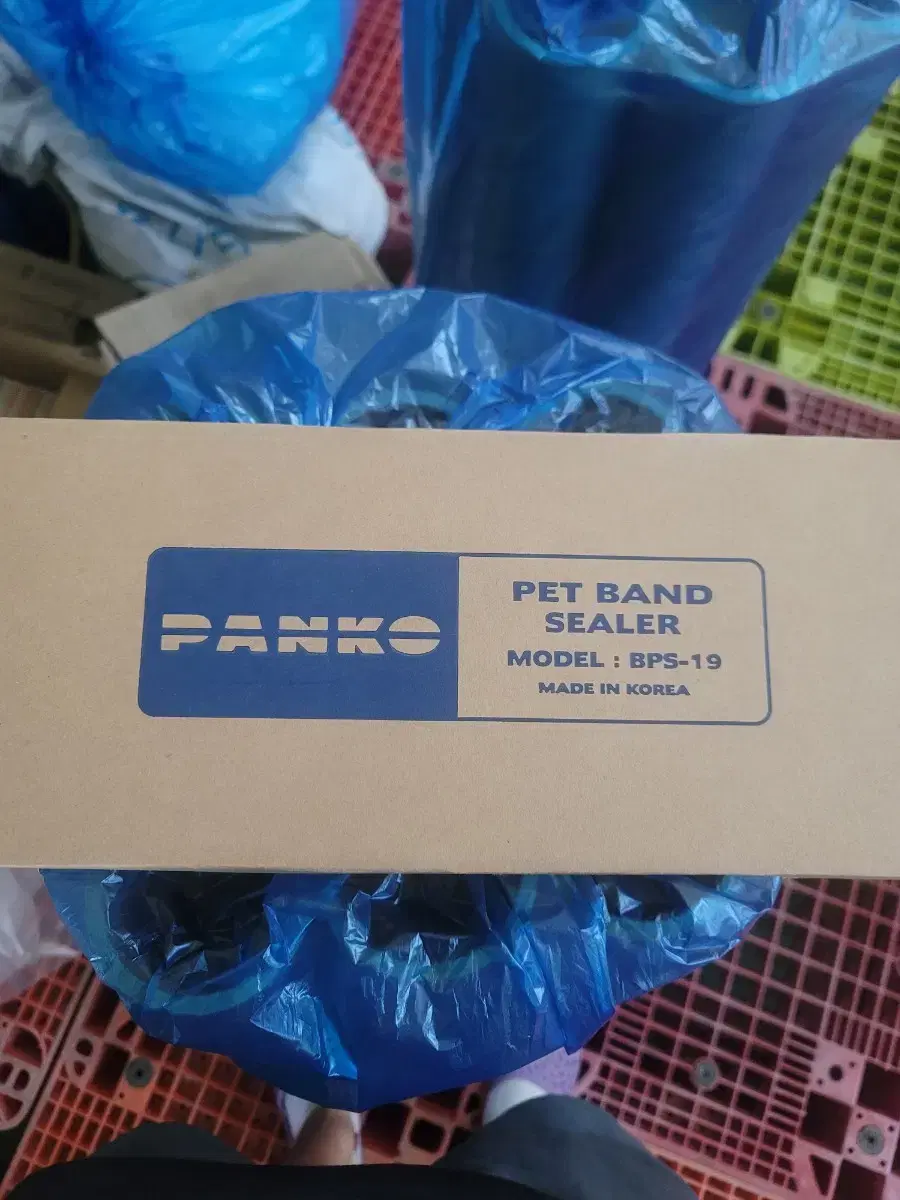 PANKO
PET BAND
SEALER
MODEL : BPS-19
MADE IN KOREA